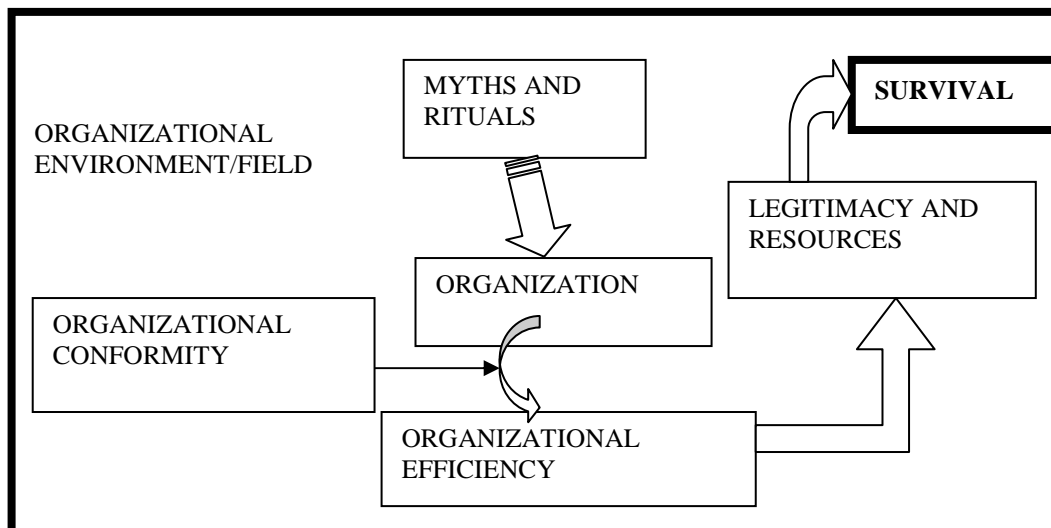 MYTHS AND
RITUALS
SURVIVAL
ORGANIZATIONAL
ENVIRONMENT/FIELD
LEGITIMACY AND
RESOURCES
ORGANIZATION
ORGANIZATIONAL
CONFORMITY
ORGANIZATIONAL
EFFICIENCY